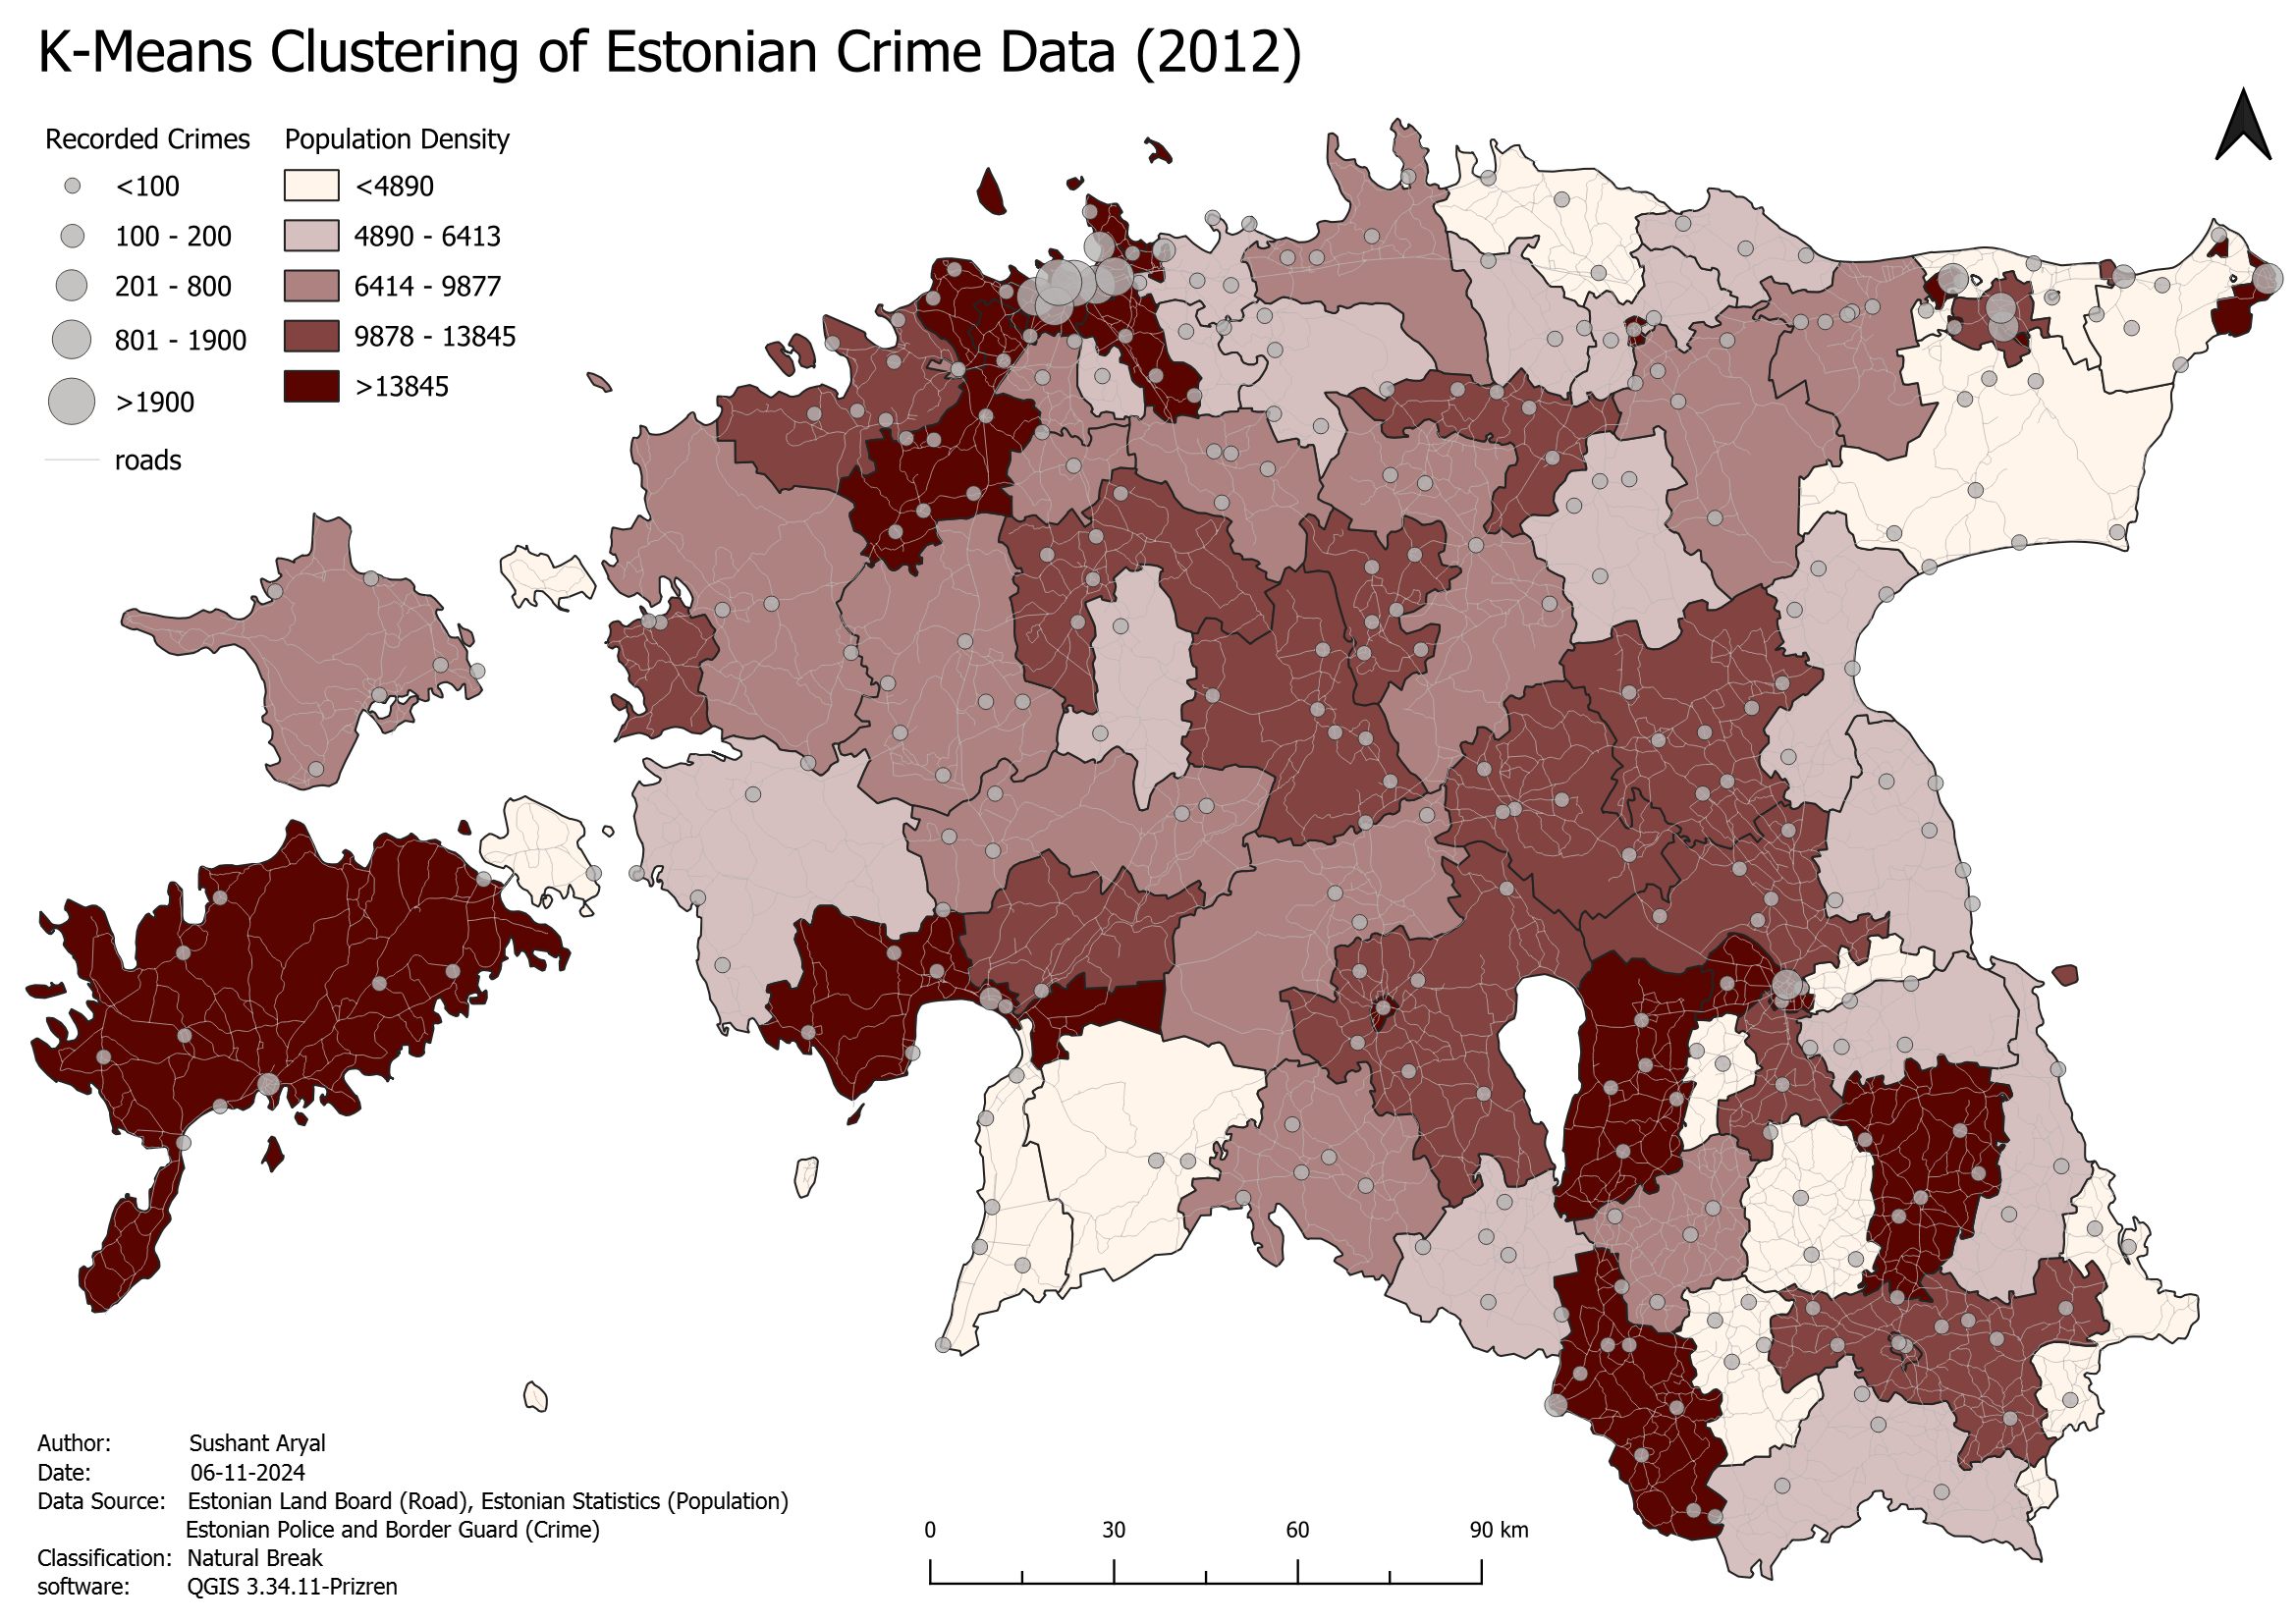 K-Means Clustering of Estonian Crime Data (2012)
Recorded Crimes
<100
100 - 200
201 - 800
801 - 1900
>1900
roads
Population Density
<4890
4890 - 6413
6414 - 9877
9878 - 13845
>13845
Author: Sushant Aryal
Date: 06-11-2024
Data Source: Estonian Land Board (Road), Estonian Statistics (Population)
Estonian Police and Border Guard (Crime)
Classification: Natural Break
software: QGIS 3.34.11-Prizren
0 30 60 90 km